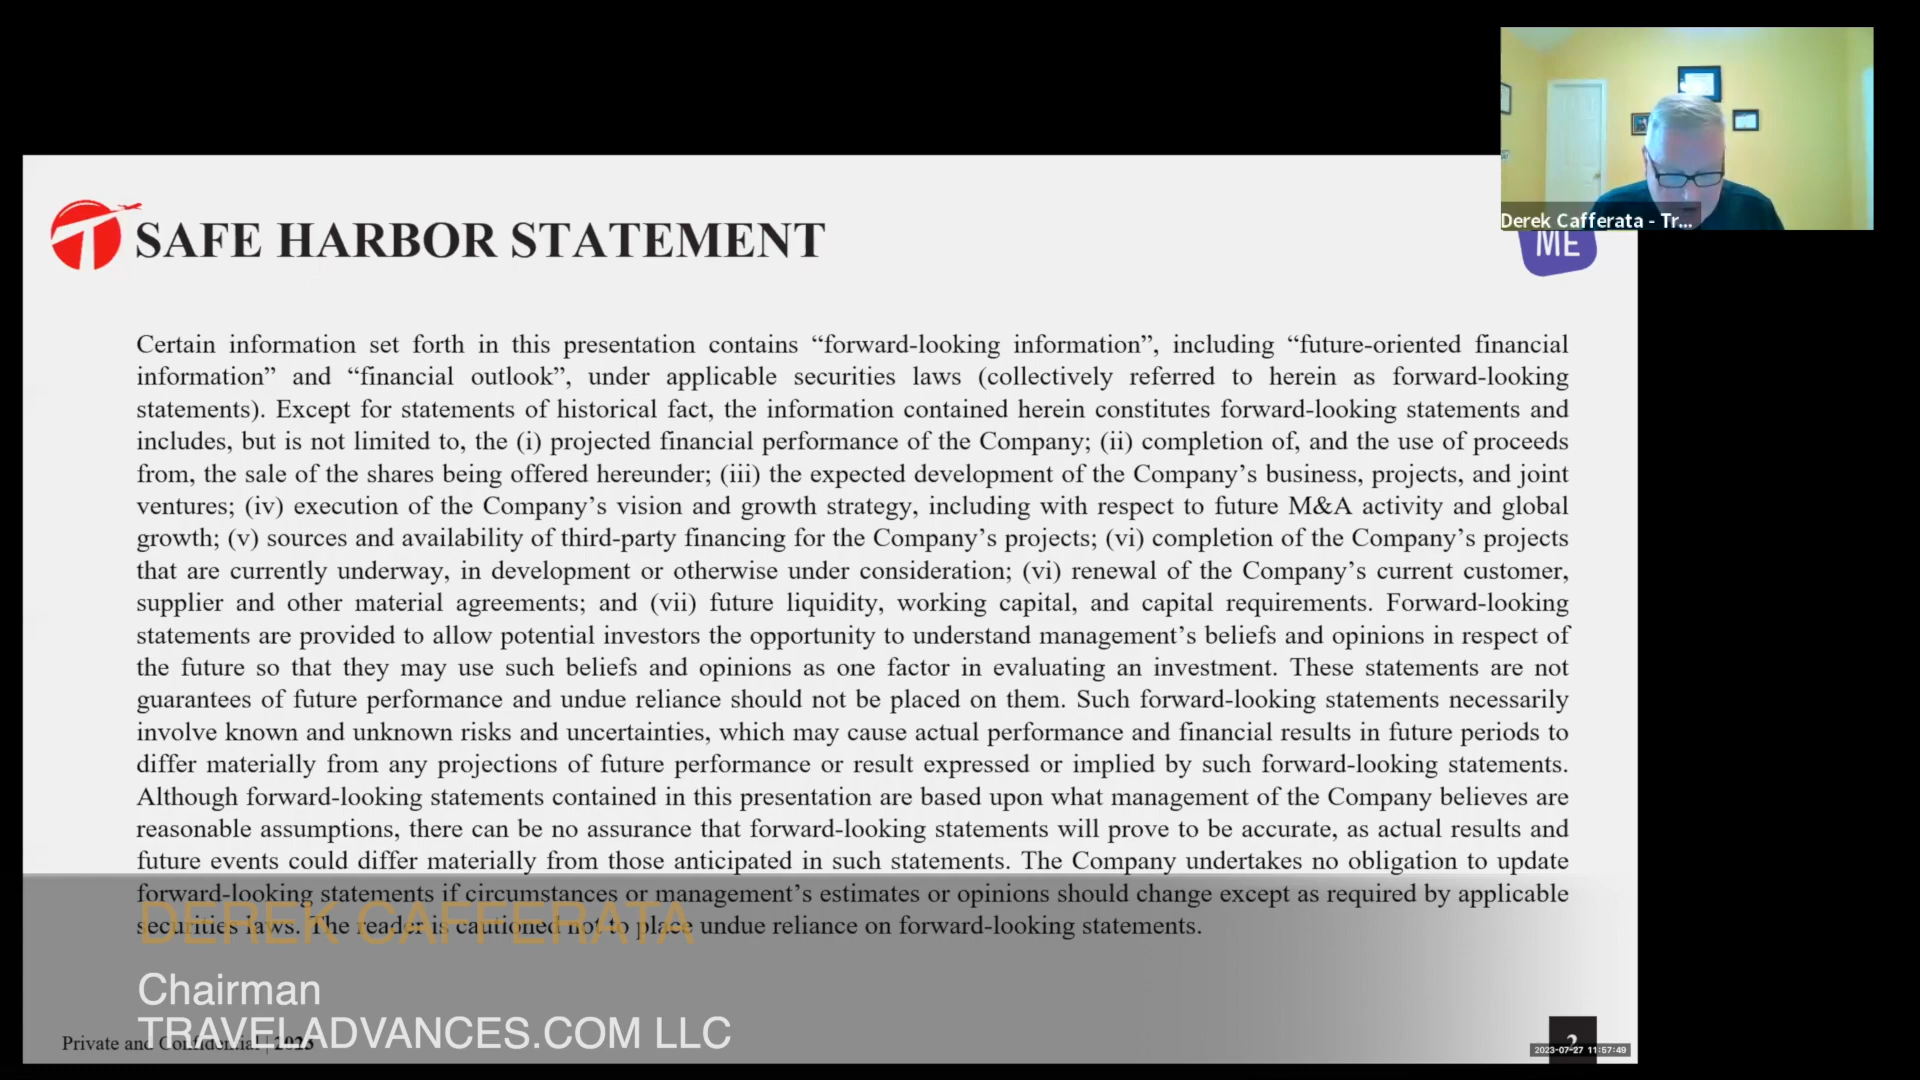 Derek Cafferata - Tr...
ME
SAFE HARBOR STATEMENT
Certain information set forth in this presentation contains “forward-looking information”, including “future-oriented financial
information” and “financial outlook”, under applicable securities laws (collectively referred to herein as forward-looking
statements). Except for statements of historical fact, the information contained herein constitutes forward-looking statements and
includes, but is not limited to, the (i) projected financial performance of the Company; (ii) completion of, and the use of proceeds
from, the sale of the shares being offered hereunder; (iii) the expected development of the Company’s business, projects, and joint
ventures; (iv) execution of the Company’s vision and growth strategy, including with respect to future M&A activity and global
growth; (v) sources and availability of third-party financing for the Company’s projects; (vi) completion of the Company’s projects
that are currently underway, in development or otherwise under consideration; (vi) renewal of the Company’s current customer,
supplier and other material agreements; and (vii) future liquidity, working capital, and capital requirements. Forward-looking
statements are provided to allow potential investors the opportunity to understand management’s beliefs and opinions in respect of
the future so that they may use such beliefs and opinions as one factor in evaluating an investment. These statements are not
guarantees of future performance and undue reliance should not be placed on them. Such forward-looking statements necessarily
involve known and unknown risks and uncertainties, which may cause actual performance and financial results in future periods to
differ materially from any projections of future performance or result expressed or implied by such forward-looking statements.
Although forward-looking statements contained in this presentation are based upon what management of the Company believes are
reasonable assumptions, there can be no assurance that forward-looking statements will prove to be accurate, as actual results and
future events could differ materially from those anticipated in such statements. The Company undertakes no obligation to update
forward-looking statements if circumstances or management’s estimates or opinions should change except as required by applicable
securities laws. The reader is cautioned not to place undue reliance on forward-looking statements.
DEREK CAFFERATA
Chairman
TRAVELADVANCES.COM LLC
Private and Confidential | 2023
2
2023-07-27 11:57:49